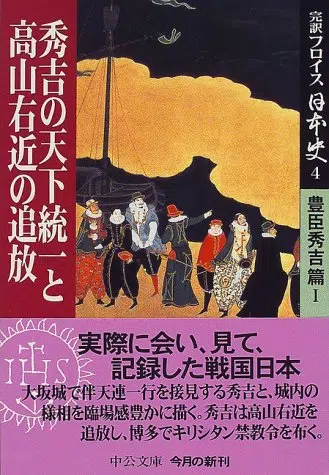 完訳フロイス日本史4
豊臣秀吉篇Ⅰ
秀吉の天下統一と
高山右近の追放
IHS
実際に会い、見て、
記録した戦国日本
大坂城で伴天連一行を接見する秀吉と、城内の
様相を臨場感豊かに描く。秀吉は高山右近を
追放し、博多でキリシタン禁教令を布く。
中公文庫 今月の新刊